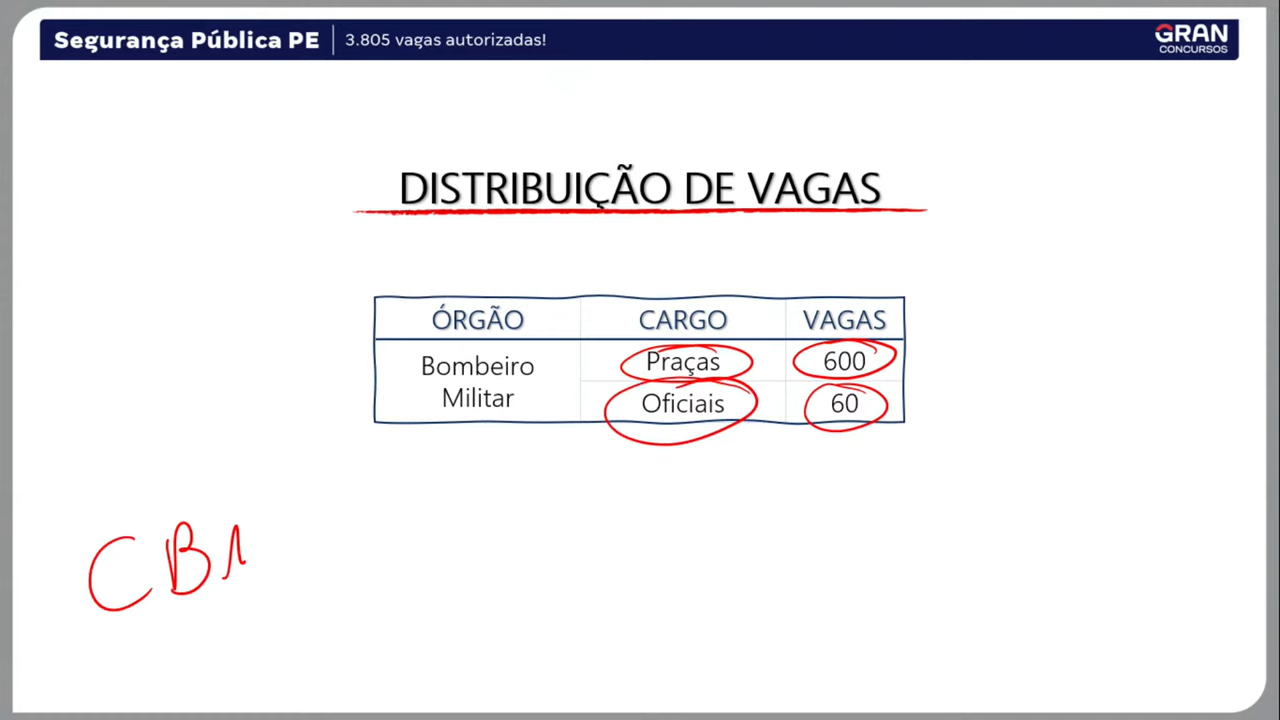 Segurança Pública PE | 3.805 vagas autorizadas!
GRAN
CONCURSOS
DISTRIBUIÇÃO DE VAGAS
ÓRGÃO CARGO VAGAS
Bombeiro Militar Praças 600
Oficiais 60
CB